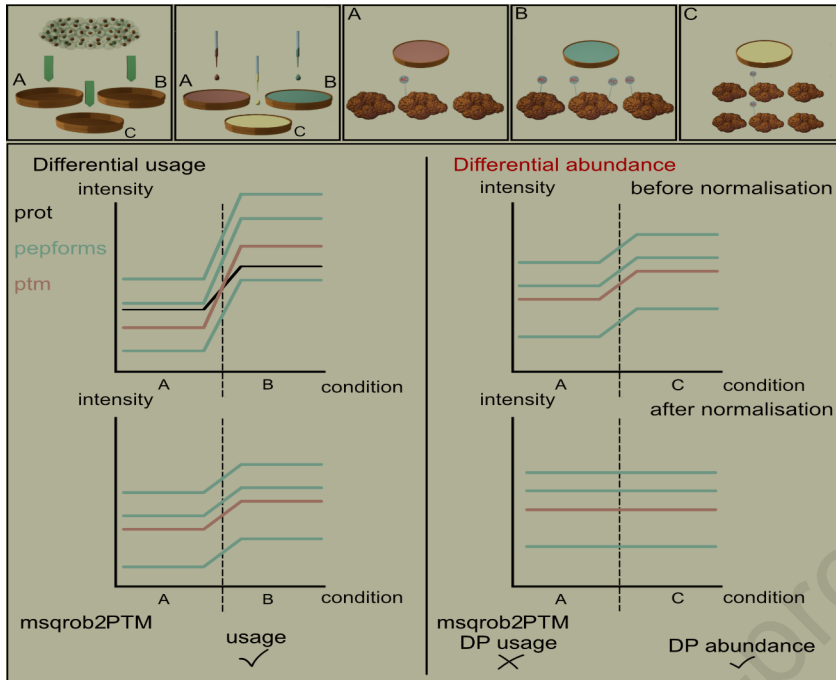 A
B
C
A
B
C
A
B
C
Differential usage
intensity
prot
pepforms
ptm
A
B
condition
intensity
A
B
condition
msqrob2PTM
usage
Differential abundance
intensity
before normalisation
A
C
condition
intensity
after normalisation
A
C
condition
msqrob2PTM
DP usage
DP abundance